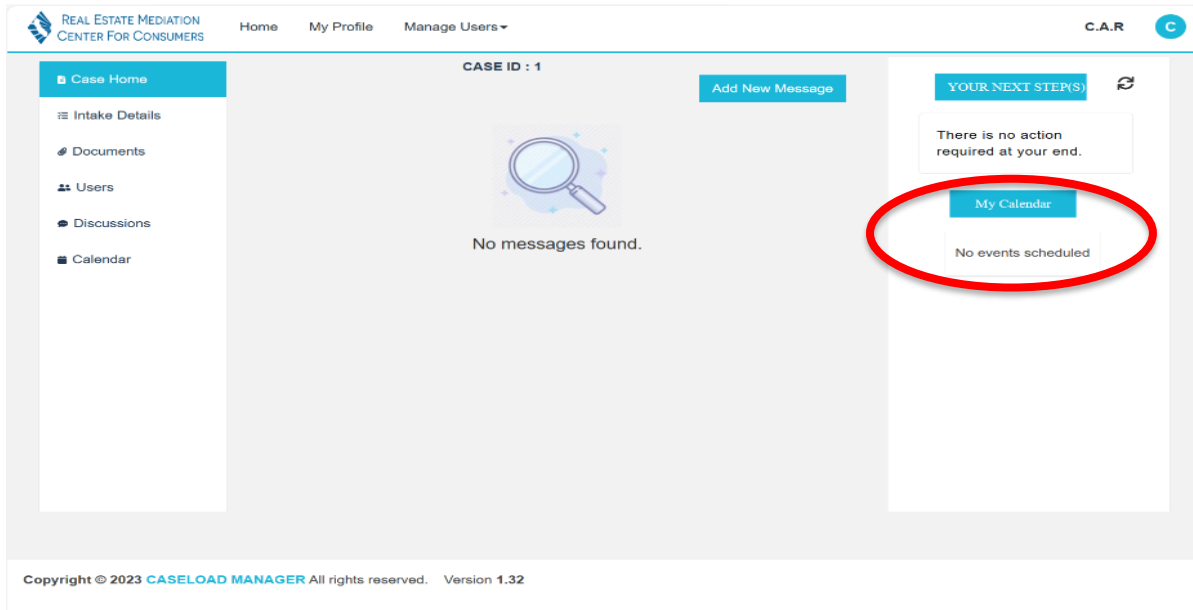 REAL ESTATE MEDIATION
CENTER FOR CONSUMERS
Home
My Profile
Manage Users
C.A.R
C
Case Home
Intake Details
Documents
Users
Discussions
Calendar
CASE ID : 1
Add New Message
No messages found.
YOUR NEXT STEP(S)
There is no action
required at your end.
My Calendar
No events scheduled
Copyright © 2023 CASELOAD MANAGER All rights reserved. Version 1.32